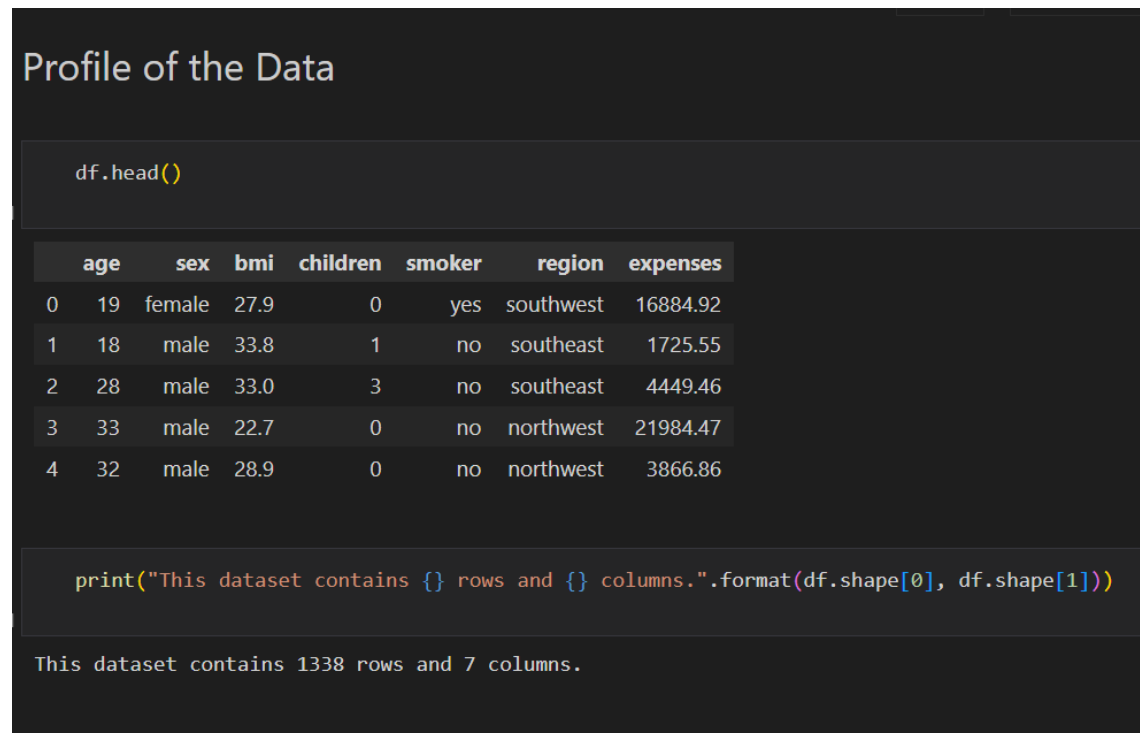 Profile of the Data
df.head()
age sex bmi children smoker region expenses
0 19 female 27.9 0 yes southwest 16884.92
1 18 male 33.8 1 no southeast 1725.55
2 28 male 33.0 3 no southeast 4449.46
3 33 male 22.7 0 no northwest 21984.47
4 32 male 28.9 0 no northwest 3866.86
print("This dataset contains {} rows and {} columns.".format(df.shape[0], df.shape[1]))
This dataset contains 1338 rows and 7 columns.